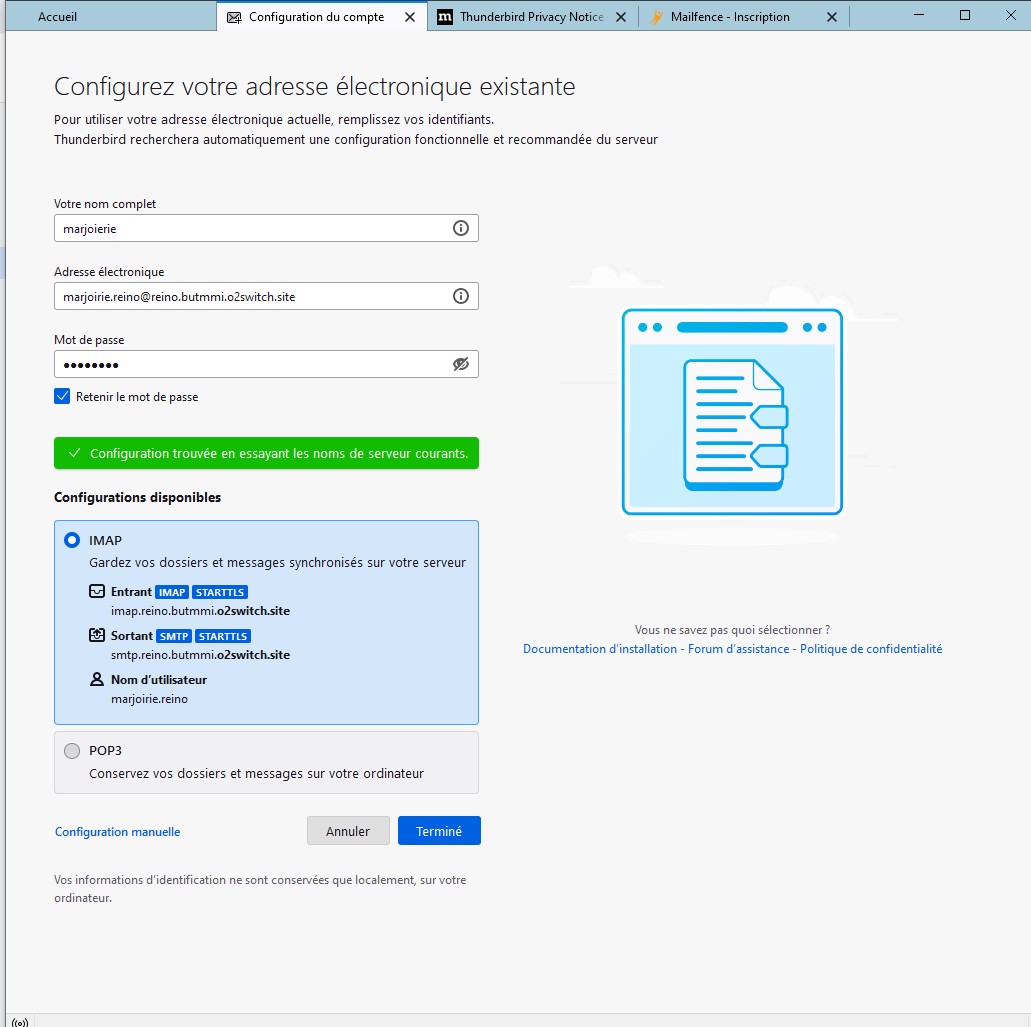 Accueil
Configuration du compte
Thunderbird Privacy Notice
Mailfence - Inscription
Configurez votre adresse électronique existante
Pour utiliser votre adresse électronique actuelle, remplissez vos identifiants.
Thunderbird recherchera automatiquement une configuration fonctionnelle et recommandée du serveur
Votre nom complet
marjoierie
Adresse électronique
marjoirie.reino@reino.butmmi.o2switch.site
Mot de passe
●●●●●●●●
Retenir le mot de passe
Configuration trouvée en essayant les noms de serveur courants.
Configurations disponibles
IMAP
Gardez vos dossiers et messages synchronisés sur votre serveur
Entrant IMAP STARTTLS
imap.reino.butmmi.o2switch.site
Sortant SMTP STARTTLS
smtp.reino.butmmi.o2switch.site
Nom d'utilisateur
marjoirie.reino
POP3
Conservez vos dossiers et messages sur votre ordinateur
Configuration manuelle
Annuler
Terminé
Vos informations d'identification ne sont conservées que localement, sur votre
ordinateur.
Vous ne savez pas quoi sélectionner ?
Documentation d'installation - Forum d'assistance - Politique de confidentialité